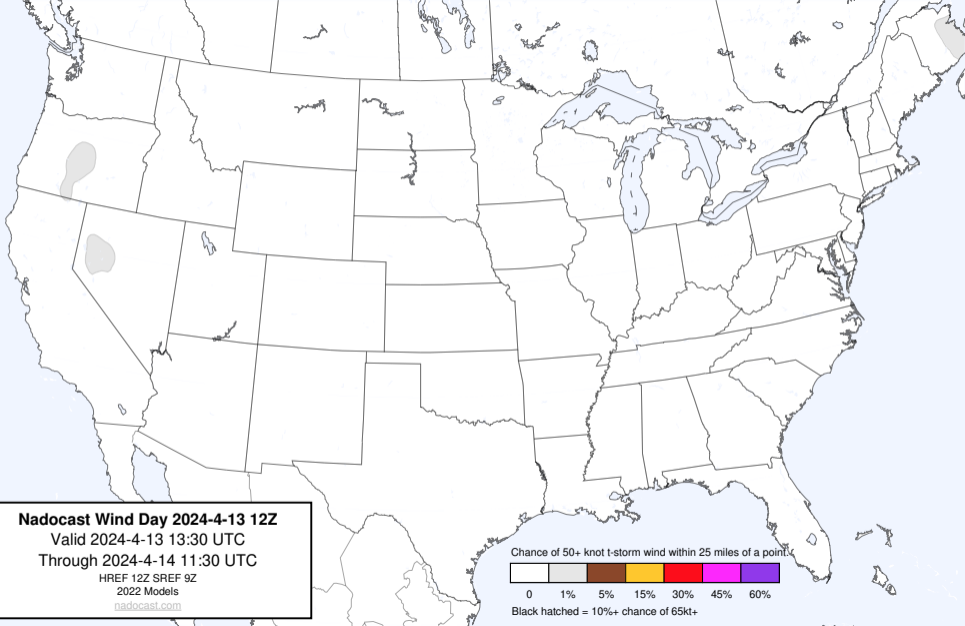 Nadocast Wind Day 2024-4-13 12Z
Valid 2024-4-13 13:30 UTC
Through 2024-4-14 11:30 UTC
HREF 12Z SREF 9Z
2022 Models
nadocast.com
Chance of 50+ knot t-storm wind within 25 miles of a point.
0 1% 5% 15% 30% 45% 60%
Black hatched = 10%+ chance of 65kt+